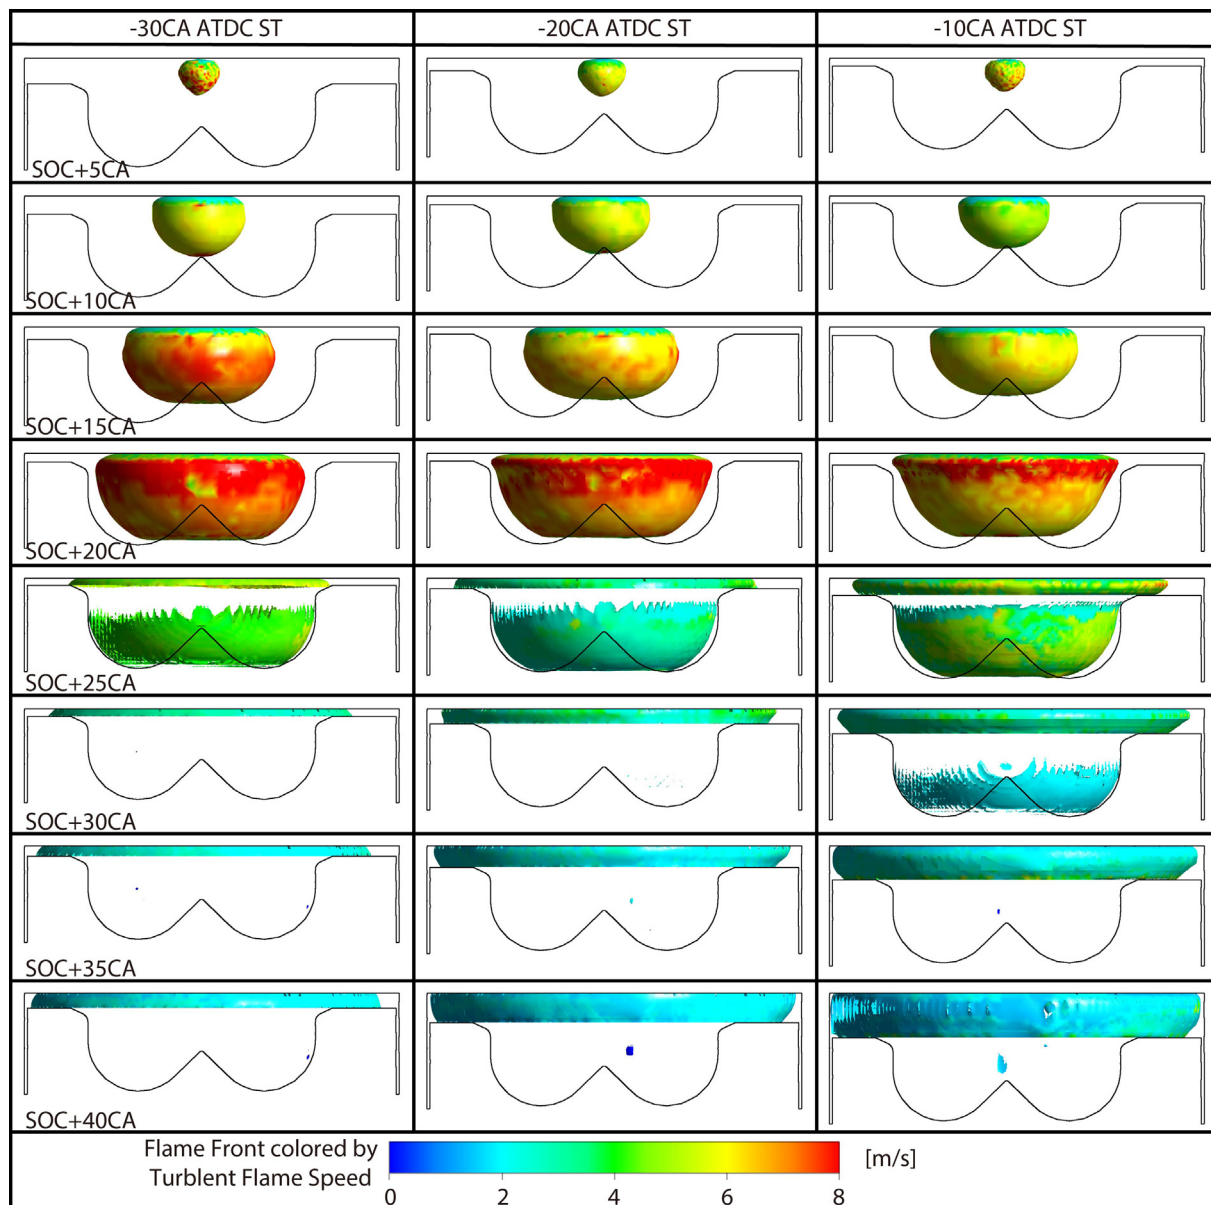 -30CA ATDC ST
-20CA ATDC ST
-10CA ATDC ST
SOC+5CA
SOC+10CA
SOC+15CA
SOC+20CA
SOC+25CA
SOC+30CA
SOC+35CA
SOC+40CA
Flame Front colored by
Turblent Flame Speed
[m/s]
0 2 4 6 8